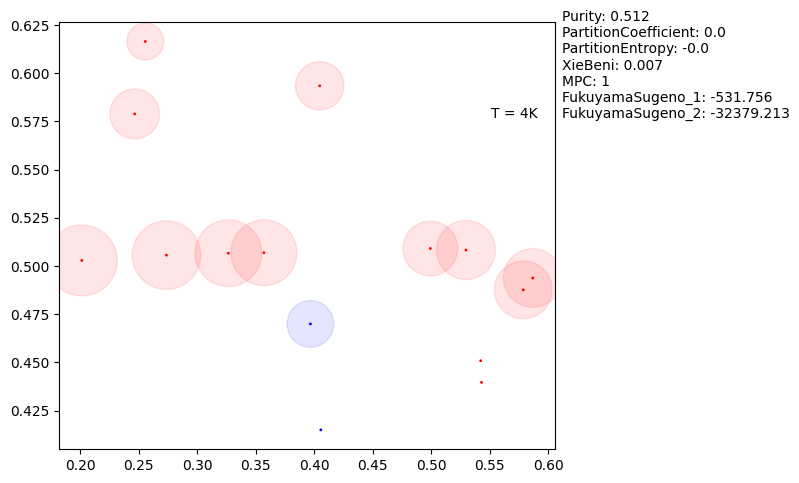 Purity: 0.512
PartitionCoefficient: 0.0
PartitionEntropy: -0.0
XieBeni: 0.007
MPC: 1
FukuyamaSugeno_1: -531.756
FukuyamaSugeno_2: -32379.213
T = 4K
0.625
0.600
0.575
0.550
0.525
0.500
0.475
0.450
0.425
0.20 0.25 0.30 0.35 0.40 0.45 0.50 0.55 0.60